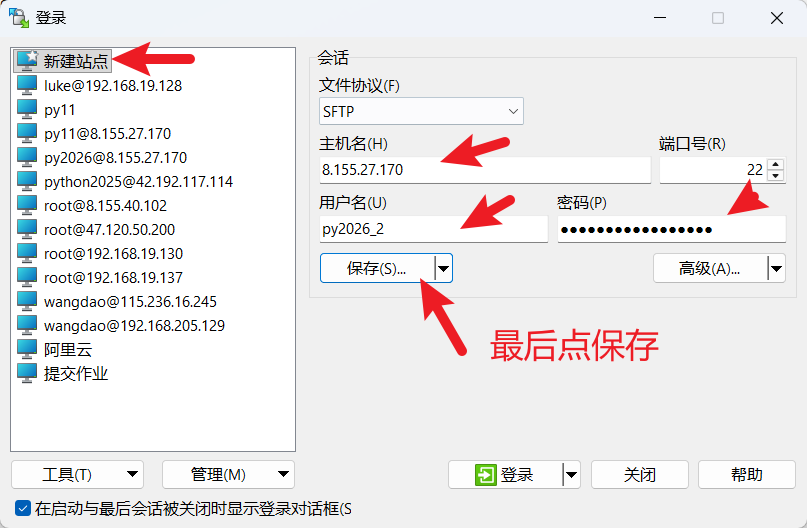 登录
新建站点
luke@192.168.19.128
py11
py11@8.155.27.170
py2026@8.155.27.170
python2025@42.192.117.114
root@8.155.40.102
root@47.120.50.200
root@192.168.19.130
root@192.168.19.137
wangdao@115.236.16.245
wangdao@192.168.205.129
阿里云
提交作业
会话
文件协议(F)
SFTP
主机名(H) 端口号(R)
8.155.27.170 22
用户名(U) 密码(P)
py2026_2 ●●●●●●●●●●●●●●●●●
保存(S)... 高级(A)...
最后点保存
工具(T) 管理(M) 登录 关闭 帮助
在启动与最后会话被关闭时显示登录对话框(S